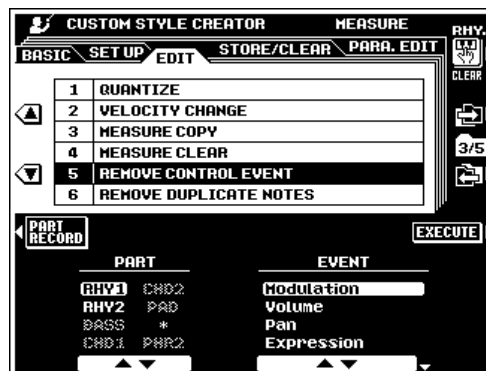 CUSTOM STYLE CREATOR MEASURE RHY.
BASIC SET UP EDIT STORE/CLEAR PARA. EDIT
CLEAR
1 QUANTIZE
2 VELOCITY CHANGE
3 MEASURE COPY
4 MEASURE CLEAR
3/5
5 REMOVE CONTROL EVENT
6 REMOVE DUPLICATE NOTES
PART RECORD
EXECUTE
PART EVENT
RHY1 CHD2 Modulation
RHY2 PAD Volume
BASS * Pan
CHD1 PHR2 Expression